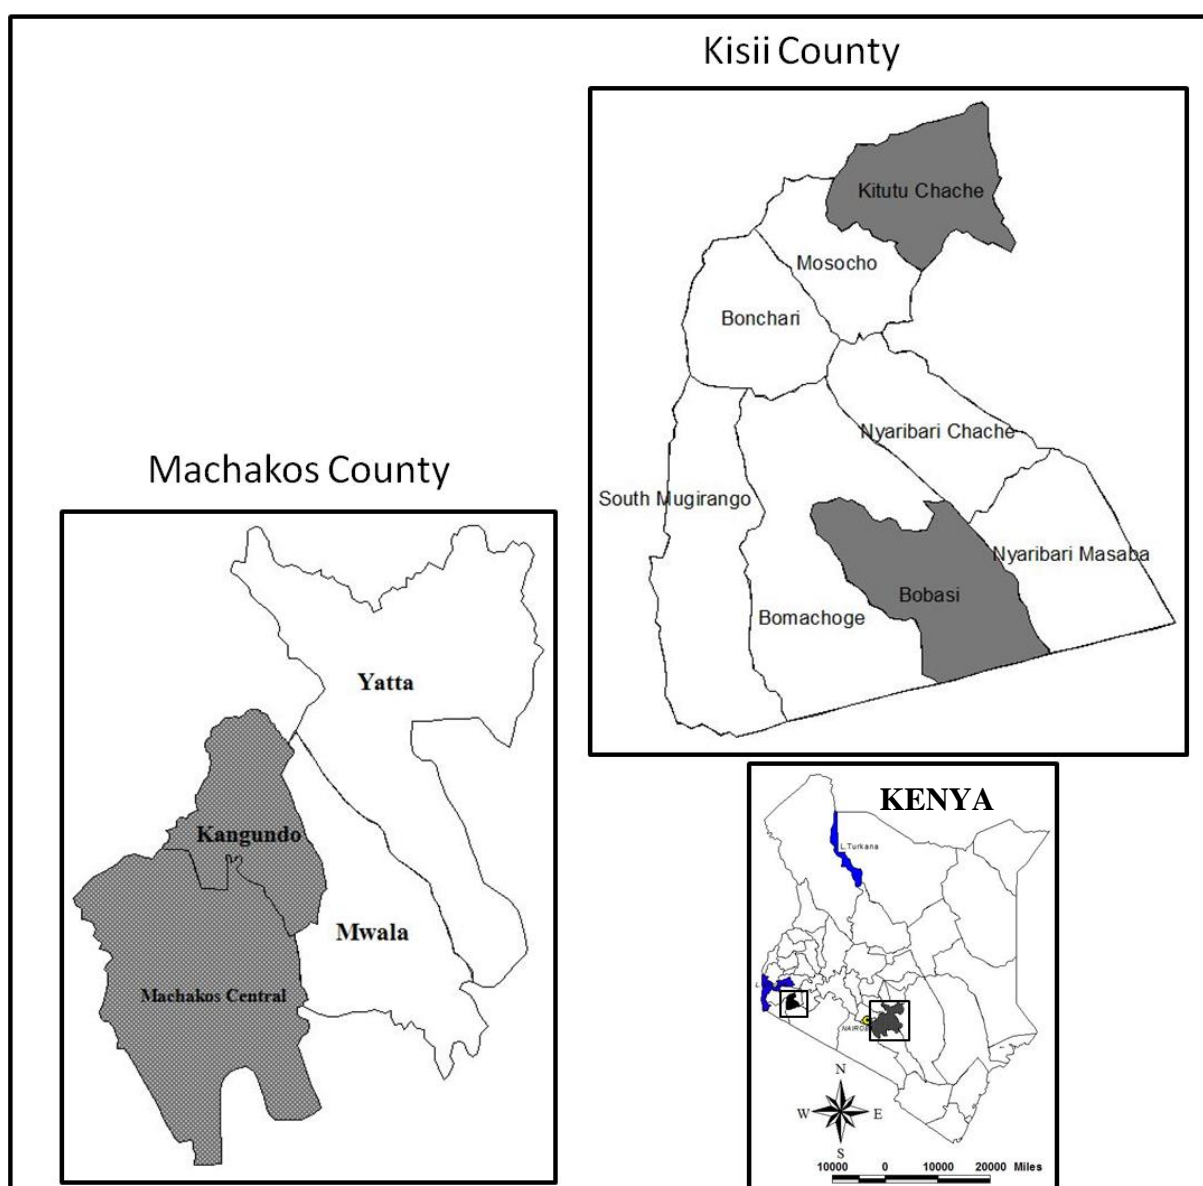 Kisii County
Kitutu Chache
Mosocho
Bonchari
Nyaribari Chache
South Mugirango
Nyaribari Masaba
Bobasi
Bomachoge
Machakos County
Yatta
Kangundo
Mwala
Machakos Central
KENYA
L.Turkana
L.
N
W E
S
10000 0 10000 20000 Miles